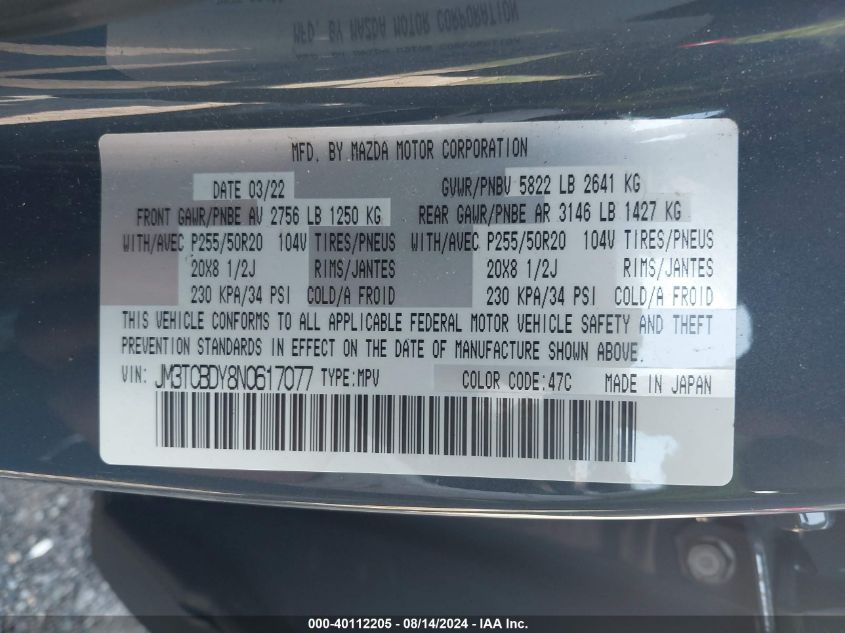 MFD. BY MAZDA MOTOR CORPORATION
MFD. BY MAZDA MOTOR CORPORATION
DATE 03/22 GVWR/PNBV 5822 LB 2641 KG
FRONT GAWR/PNBE AV 2756 LB 1250 KG REAR GAWR/PNBE AR 3146 LB 1427 KG
WITH/AVEC P255/50R20 104V TIRES/PNEUS WITH/AVEC P255/50R20 104V TIRES/PNEUS
20X8 1/2J RIMS/JANTES 20X8 1/2J RIMS/JANTES
230 KPA/34 PSI COLD/A FROID 230 KPA/34 PSI COLD/A FROID
THIS VEHICLE CONFORMS TO ALL APPLICABLE FEDERAL MOTOR VEHICLE SAFETY AND THEFT
PREVENTION STANDARDS IN EFFECT ON THE DATE OF MANUFACTURE SHOWN ABOVE.
VIN: JM3TCBDY8N0617077 TYPE:MPV COLOR CODE:47C MADE IN JAPAN
000-40112205 - 08/14/2024 - IAA Inc.